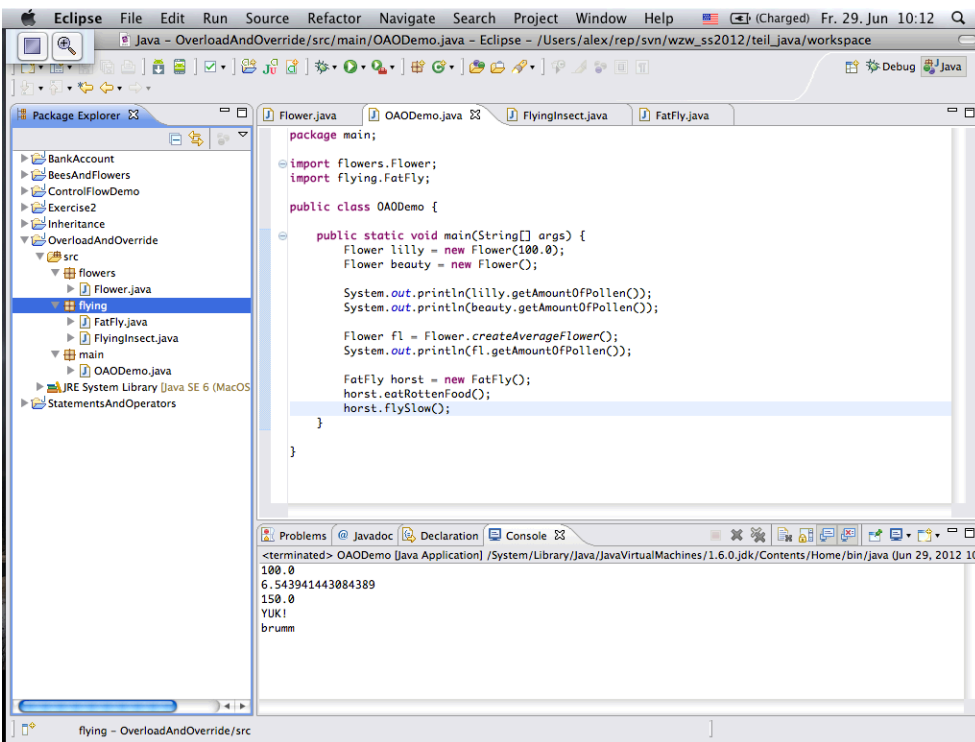 Eclipse File Edit Run Source Refactor Navigate Search Project Window Help (Charged) Fr. 29. Jun 10:12
Java – OverloadAndOverride/src/main/OAODemo.java – Eclipse – /Users/alex/rep/svn/wzw_ss2012/teil_java/workspace
Debug Java
Package Explorer
BankAccount
BeesAndFlowers
ControlFlowDemo
Exercise2
Inheritance
OverloadAndOverride
src
flowers
Flower.java
flying
FatFly.java
FlyingInsect.java
main
OAODemo.java
JRE System Library [Java SE 6 (MacOS
StatementsAndOperators
Flower.java OAODemo.java FlyingInsect.java FatFly.java
package main;
import flowers.Flower;
import flying.FatFly;
public class OAODemo {
public static void main(String[] args) {
Flower lilly = new Flower(100.0);
Flower beauty = new Flower();
System.out.println(lilly.getAmountOfPollen());
System.out.println(beauty.getAmountOfPollen());
Flower fl = Flower.createAverageFlower();
System.out.println(fl.getAmountOfPollen());
FatFly horst = new FatFly();
horst.eatRottenFood();
horst.flySlow();
}
}
Problems @ Javadoc Declaration Console
<terminated> OAODemo [Java Application] /System/Library/Java/JavaVirtualMachines/1.6.0.jdk/Contents/Home/bin/java (Jun 29, 2012 10
100.0
6.543941443084389
150.0
YUK!
brumm
flying – OverloadAndOverride/src